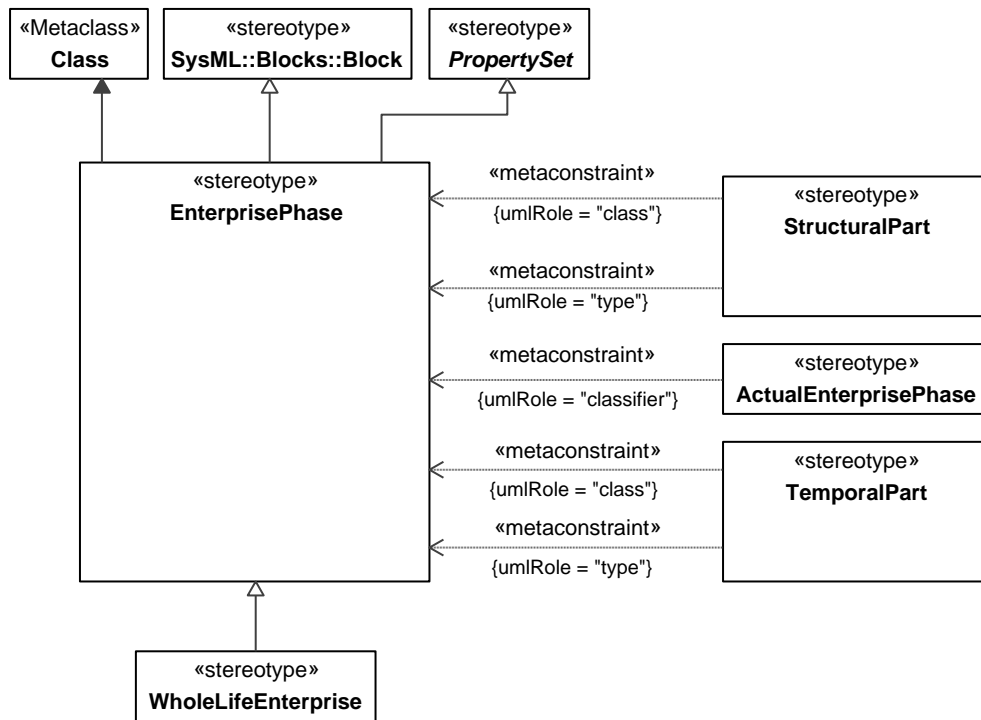 «Metaclass»
Class
«stereotype»
SysML::Blocks::Block
«stereotype»
PropertySet
«stereotype»
EnterprisePhase
«metaconstraint»
{umlRole = "class"}
«metaconstraint»
{umlRole = "type"}
«stereotype»
StructuralPart
«metaconstraint»
{umlRole = "classifier"}
«stereotype»
ActualEnterprisePhase
«metaconstraint»
{umlRole = "class"}
«metaconstraint»
{umlRole = "type"}
«stereotype»
TemporalPart
«stereotype»
WholeLifeEnterprise